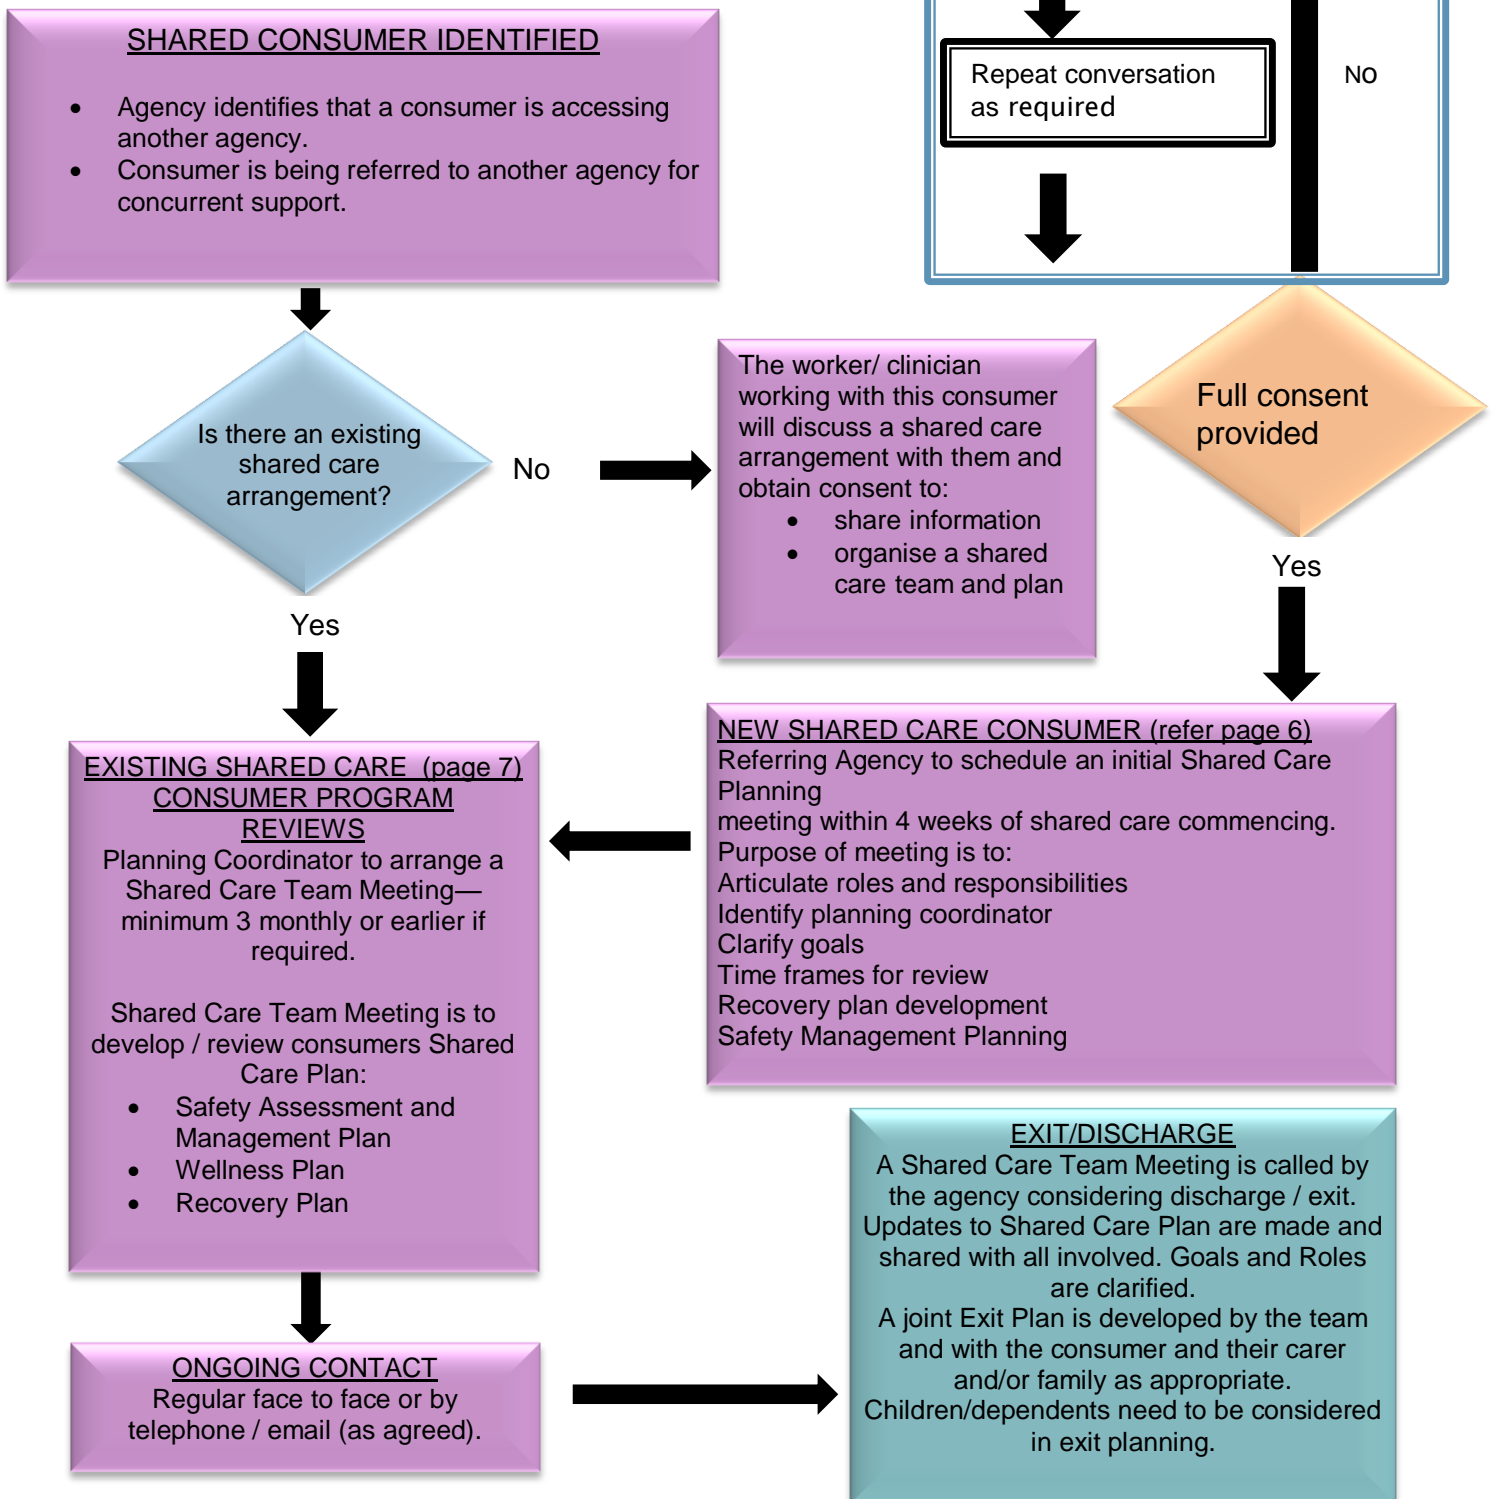 SHARED CONSUMER IDENTIFIED
• Agency identifies that a consumer is accessing
another agency.
• Consumer is being referred to another agency for
concurrent support.
Repeat conversation
as required
No
Is there an existing
shared care
arrangement?
No
The worker/ clinician
working with this consumer
will discuss a shared care
arrangement with them and
obtain consent to:
• share information
• organise a shared
care team and plan
Full consent
provided
Yes
Yes
NEW SHARED CARE CONSUMER (refer page 6)
Referring Agency to schedule an initial Shared Care
Planning
meeting within 4 weeks of shared care commencing.
Purpose of meeting is to:
Articulate roles and responsibilities
Identify planning coordinator
Clarify goals
Time frames for review
Recovery plan development
Safety Management Planning
EXISTING SHARED CARE (page 7)
CONSUMER PROGRAM
REVIEWS
Planning Coordinator to arrange a
Shared Care Team Meeting—
minimum 3 monthly or earlier if
required.
Shared Care Team Meeting is to
develop / review consumers Shared
Care Plan:
• Safety Assessment and
Management Plan
• Wellness Plan
• Recovery Plan
ONGOING CONTACT
Regular face to face or by
telephone / email (as agreed).
EXIT/DISCHARGE
A Shared Care Team Meeting is called by
the agency considering discharge / exit.
Updates to Shared Care Plan are made and
shared with all involved. Goals and Roles
are clarified.
A joint Exit Plan is developed by the team
and with the consumer and their carer
and/or family as appropriate.
Children/dependents need to be considered
in exit planning.